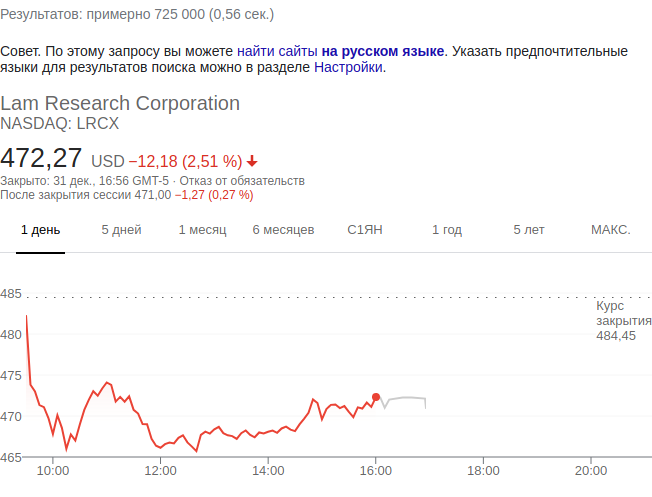 Результатов: примерно 725 000 (0,56 сек.)
Совет. По этому запросу вы можете найти сайты на русском языке. Указать предпочтительные
языки для результатов поиска можно в разделе Настройки.
Lam Research Corporation
NASDAQ: LRCX
472,27 USD −12,18 (2,51 %)
Закрыто: 31 дек., 16:56 GMT-5 · Отказ от обязательств
После закрытия сессии 471,00 −1,27 (0,27 %)
1 день 5 дней 1 месяц 6 месяцев С1ЯН 1 год 5 лет МАКС.
485
Курс
закрытия
484,45
480
475
470
465
10:00 12:00 14:00 16:00 18:00 20:00